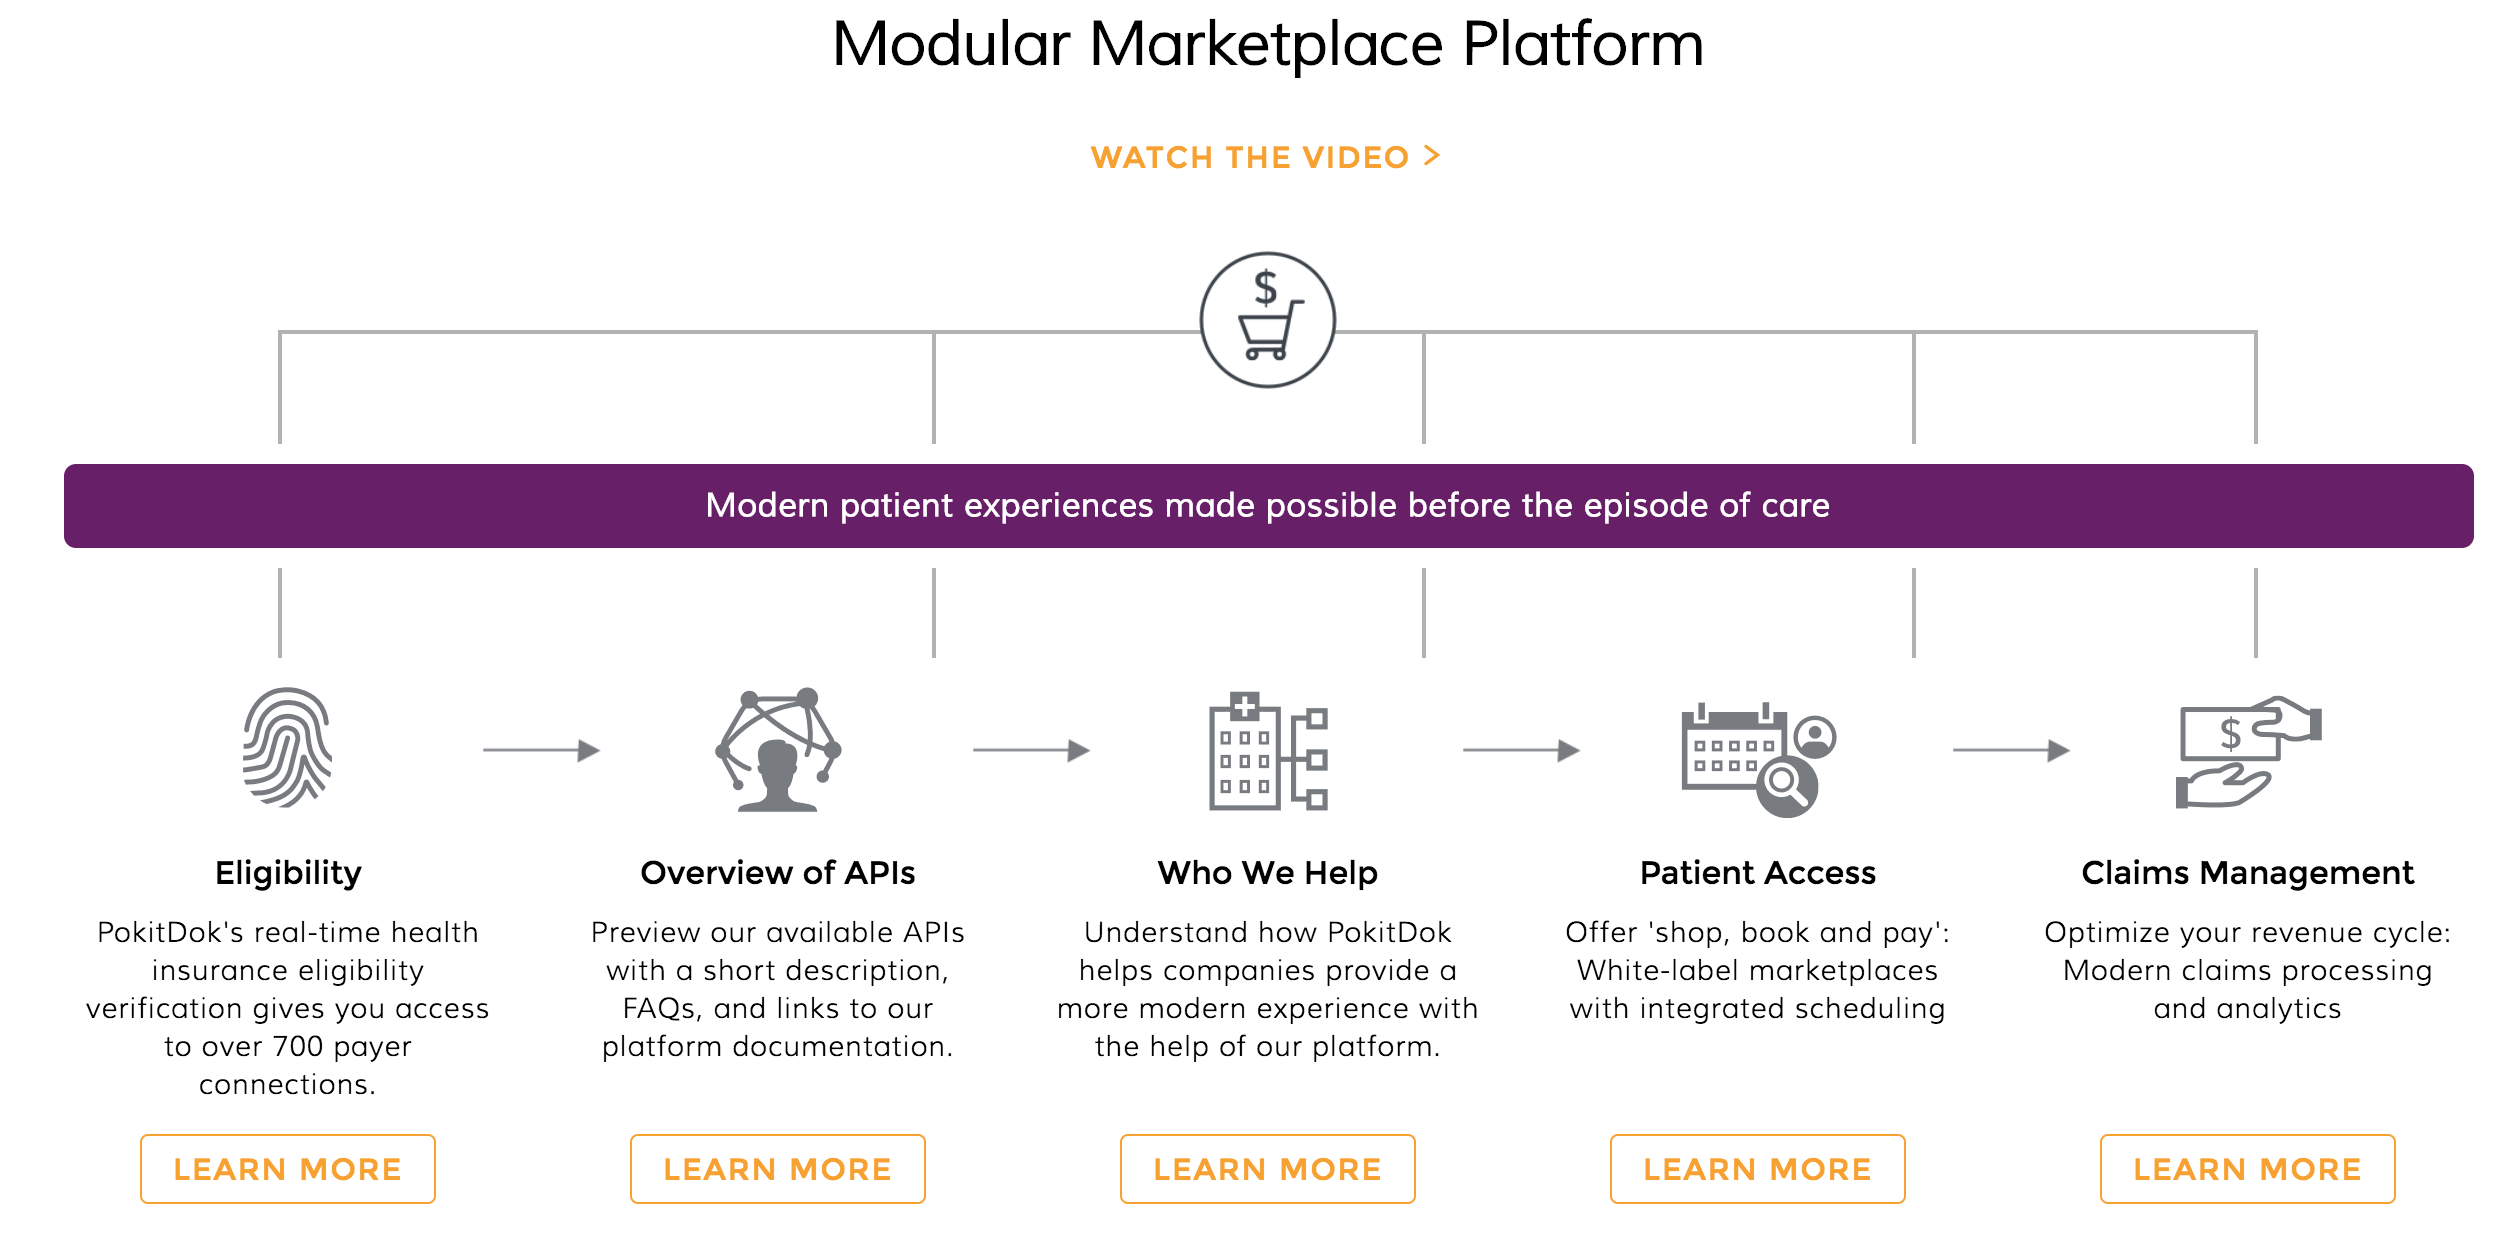 Modular Marketplace Platform
WATCH THE VIDEO >
$
Modern patient experiences made possible before the episode of care
$
Eligibility
PokitDok's real-time health
insurance eligibility
verification gives you access
to over 700 payer
connections.
LEARN MORE
Overview of APIs
Preview our available APIs
with a short description,
FAQs, and links to our
platform documentation.
LEARN MORE
Who We Help
Understand how PokitDok
helps companies provide a
more modern experience with
the help of our platform.
LEARN MORE
Patient Access
Offer 'shop, book and pay':
White-label marketplaces
with integrated scheduling
LEARN MORE
Claims Management
Optimize your revenue cycle:
Modern claims processing
and analytics
LEARN MORE